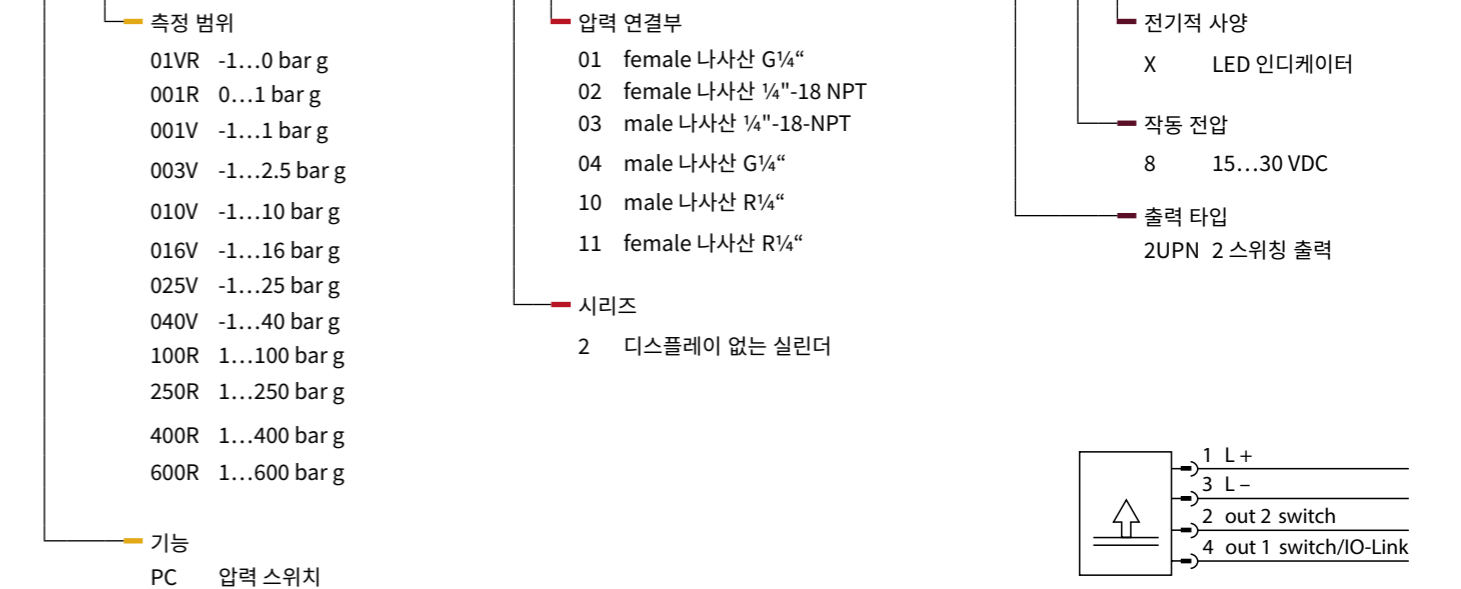 측정 범위
01VR -1…0 bar g
001R 0…1 bar g
001V -1…1 bar g
003V -1…2.5 bar g
010V -1…10 bar g
016V -1…16 bar g
025V -1…25 bar g
040V -1…40 bar g
100R 1…100 bar g
250R 1…250 bar g
400R 1…400 bar g
600R 1…600 bar g
기능
PC 압력 스위치
압력 연결부
01 female 나사산 G¼“
02 female 나사산 ¼"-18 NPT
03 male 나사산 ¼"-18-NPT
04 male 나사산 G¼“
10 male 나사산 R¼“
11 female 나사산 R¼“
시리즈
2 디스플레이 없는 실린더
전기적 사양
X LED 인디케이터
작동 전압
8 15…30 VDC
출력 타입
2UPN 2 스위칭 출력
1 L +
3 L –
2 out 2 switch
4 out 1 switch/IO-Link